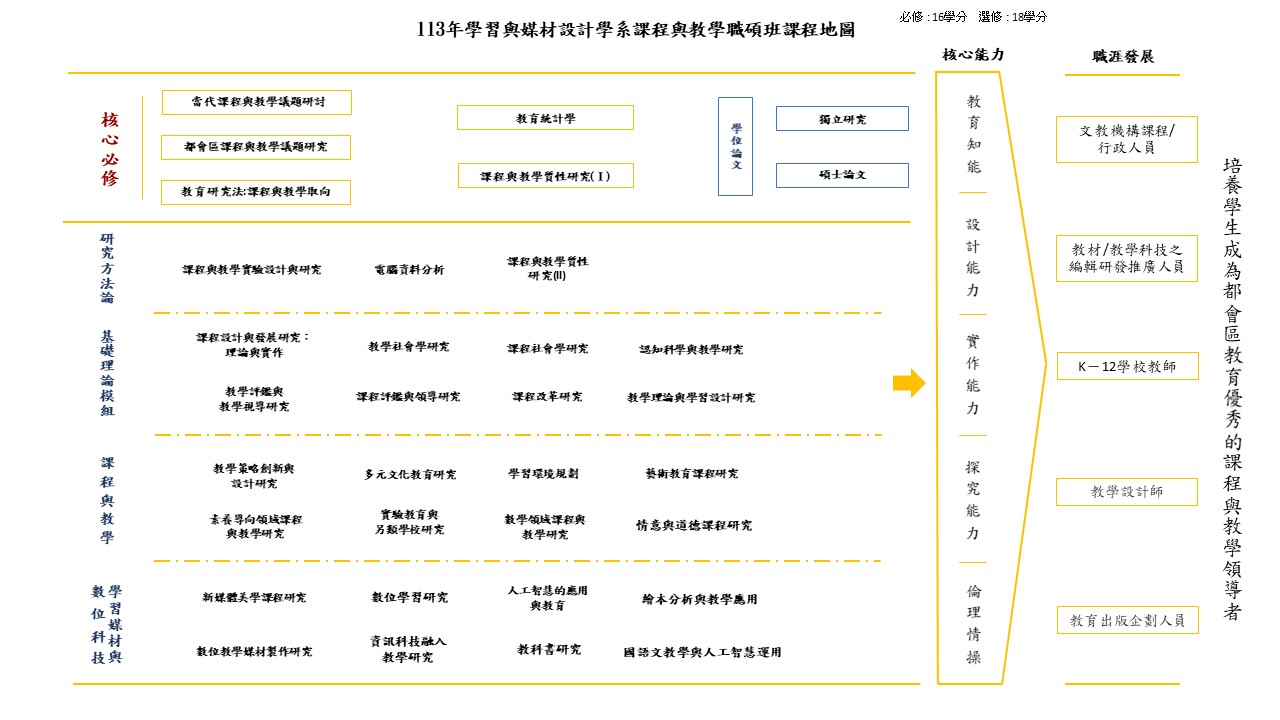 113年學習與媒材設計學系課程與教學職碩班課程地圖
必修 : 16學分 選修 : 18學分
核心能力
職涯發展
核心必修
當代課程與教學議題研討
都會區課程與教學議題研究
教育研究法:課程與教學取向
教育統計學
課程與教學質性研究(Ⅰ)
學位論文
獨立研究
碩士論文
研究方法論
課程與教學實驗設計與研究
電腦資料分析
課程與教學質性
研究(II)
基礎理論模組
課程設計與發展研究：
理論與實作
教學社會學研究
課程社會學研究
認知科學與教學研究
教學評鑑與
教學視導研究
課程評鑑與領導研究
課程改革研究
教學理論與學習設計研究
課程與教學
教學策略創新與
設計研究
多元文化教育研究
學習環境規劃
藝術教育課程研究
素養導向領域課程
與教學研究
實驗教育與
另類學校研究
數學領域課程與
教學研究
情意與道德課程研究
學習媒材與
數位科技
新媒體美學課程研究
數位學習研究
人工智慧的應用
與教育
繪本分析與教學應用
數位教學媒材製作研究
資訊科技融入
教學研究
教科書研究
國語文教學與人工智慧運用
教育知能
設計能力
實作能力
探究能力
倫理情操
文教機構課程/
行政人員
教材/教學科技之
編輯研發推廣人員
K－12學校教師
教學設計師
教育出版企劃人員
培養學生成為都會區教育優秀的課程與教學領導者